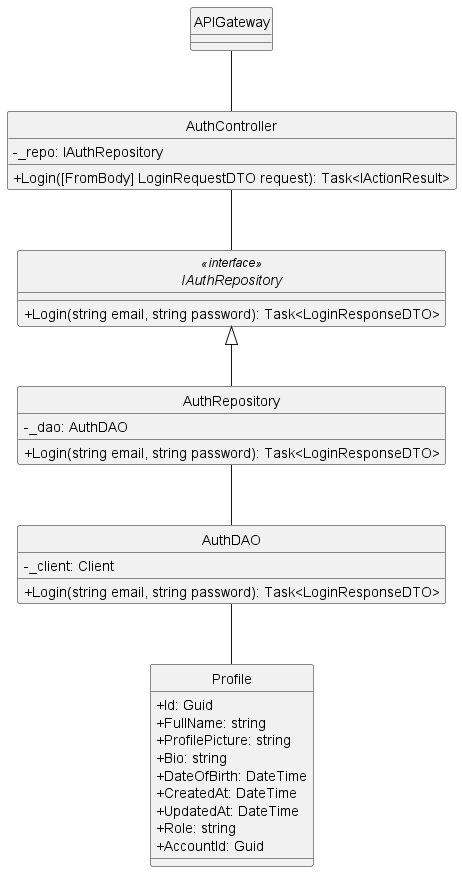 APIGateway
AuthController
-_repo: IAuthRepository
+Login([FromBody] LoginRequestDTO request): Task<IActionResult>
«interface»
IAuthRepository
+Login(string email, string password): Task<LoginResponseDTO>
AuthRepository
-_dao: AuthDAO
+Login(string email, string password): Task<LoginResponseDTO>
AuthDAO
-_client: Client
+Login(string email, string password): Task<LoginResponseDTO>
Profile
+Id: Guid
+FullName: string
+ProfilePicture: string
+Bio: string
+DateOfBirth: DateTime
+CreatedAt: DateTime
+UpdatedAt: DateTime
+Role: string
+AccountId: Guid